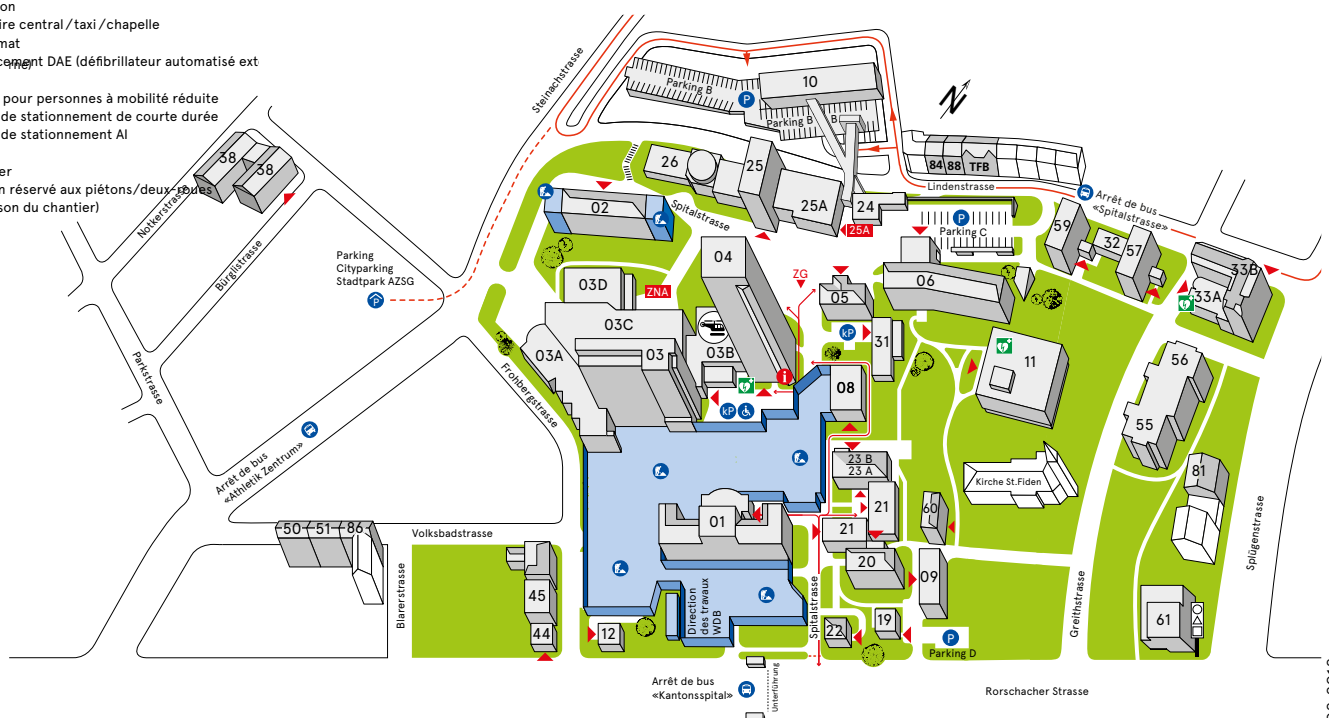 on
ire central / taxi / chapelle
mat
cement DAE (défibrillateur automatisé ext
rne)
pour personnes à mobilité réduite
de stationnement de courte durée
de stationnement AI
er
n réservé aux piétons/deux-roues
son du chantier)
Steinachstrasse
Parking B
P
10
Parking B
B
N
84 88 TFB
Lindenstrasse
Arrêt de bus
«Spitalstrasse»
38
38
Notkerstrasse
Bürglistrasse
Parkstrasse
Parking
Cityparking
Stadtpark AZSG
P
26
25
25A
24
25A
02
Spitalstrasse
P
Parking C
59
32
57
33B
33A
04
03D
ZNA
03C
03
03A
03B
ZG
05
06
kP
31
11
i
kP
08
56
55
Frohbergstrasse
Arrêt de bus
«Athletik Zentrum»
23 B
23 A
Kirche St.Fiden
81
21
21
60
01
50 51 86
Volksbadstrasse
Blarerstrasse
20
09
45
44
12
Direction
des travaux
WDB
Spitalstrasse
22
19
P
Parking D
Greithstrasse
Splügenstrasse
61
Arrêt de bus
«Kantonsspital»
Unterführung
Rorschacher Strasse